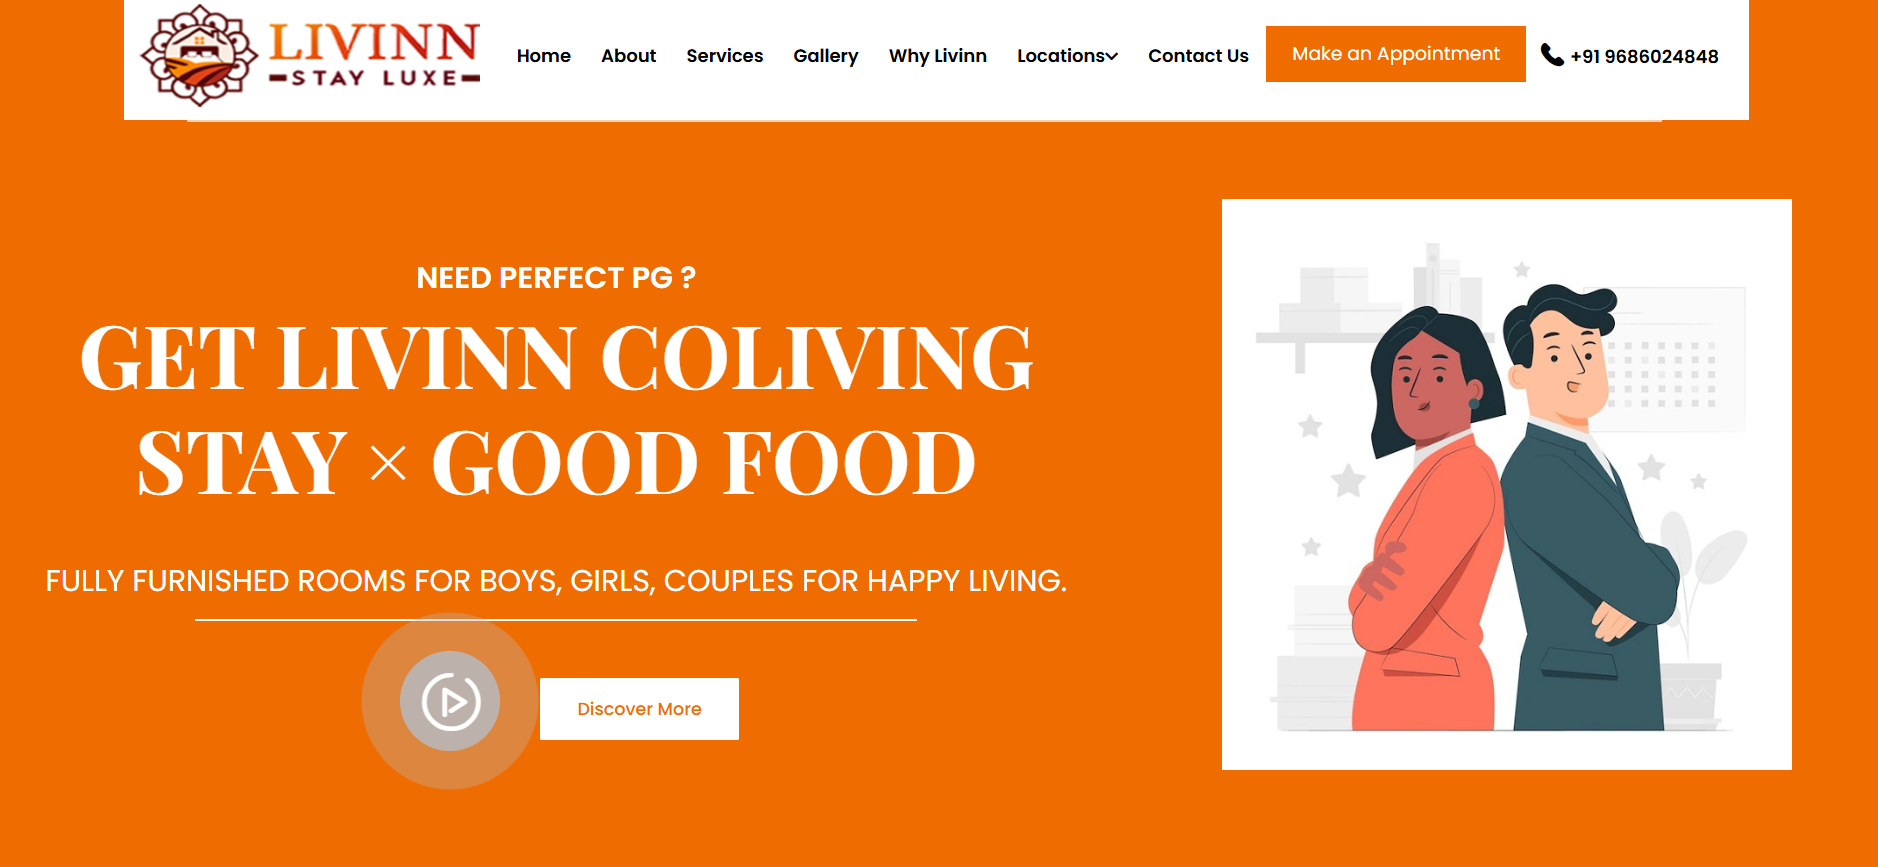 LIVINN
STAY LUXE
Home About Services Gallery Why Livinn Locations Contact Us Make an Appointment +91 9686024848
NEED PERFECT PG ?
GET LIVINN COLIVING
STAY × GOOD FOOD
FULLY FURNISHED ROOMS FOR BOYS, GIRLS, COUPLES FOR HAPPY LIVING.
Discover More